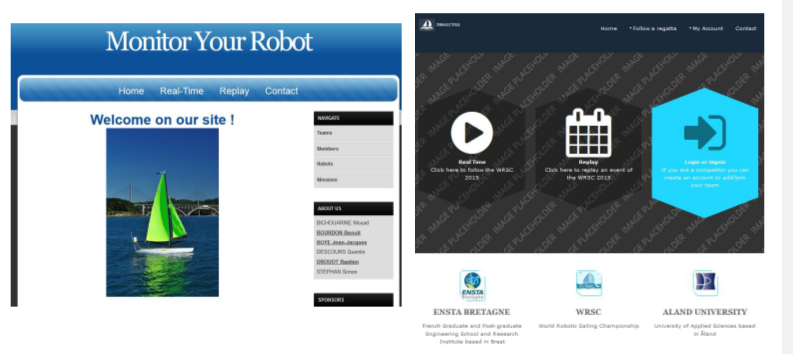 Monitor Your Robot
Home Real-Time Replay Contact
Welcome on our site !
NAVIGATE
Teams
Members
Robots
Missions
ABOUT US
BICHOUARINE Mouad
BOURDON Benoit
BOYE Jean-Jacques
DESCOURS Quentin
DROUOT Bastien
STEPHAN Simon
SPONSORS
Home Follow a regatta My Account Contact
IMAGE PLACEHOLDER
Real Time
Click here to follow the WRSC
2015
Replay
Click here to replay an event of
the WRSC 2015
Login or Signin
If you are a competitor you can
create an account to add/join
your team
ENSTA
Bretagne
ENSTA BRETAGNE
French Graduate and Post-graduate
Engineering School and Research
Institute based in Brest
WRSC
World Robotic Sailing Championship
ALAND UNIVERSITY
University of Applied Sciences based
in Åland